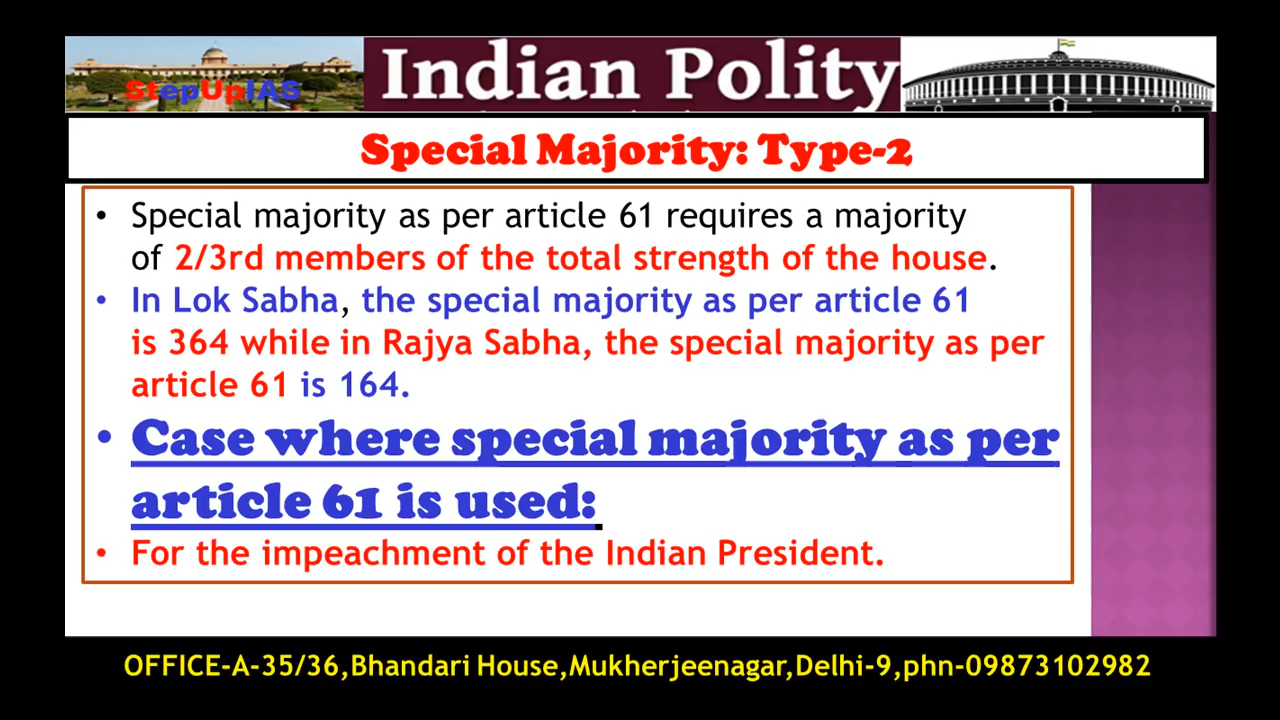 Indian Polity
StepUpIAS
Special Majority: Type-2
• Special majority as per article 61 requires a majority
of 2/3rd members of the total strength of the house.
• In Lok Sabha, the special majority as per article 61
is 364 while in Rajya Sabha, the special majority as per
article 61 is 164.
• Case where special majority as per
article 61 is used:
• For the impeachment of the Indian President.
OFFICE-A-35/36,Bhandari House,Mukherjeenagar,Delhi-9,phn-09873102982